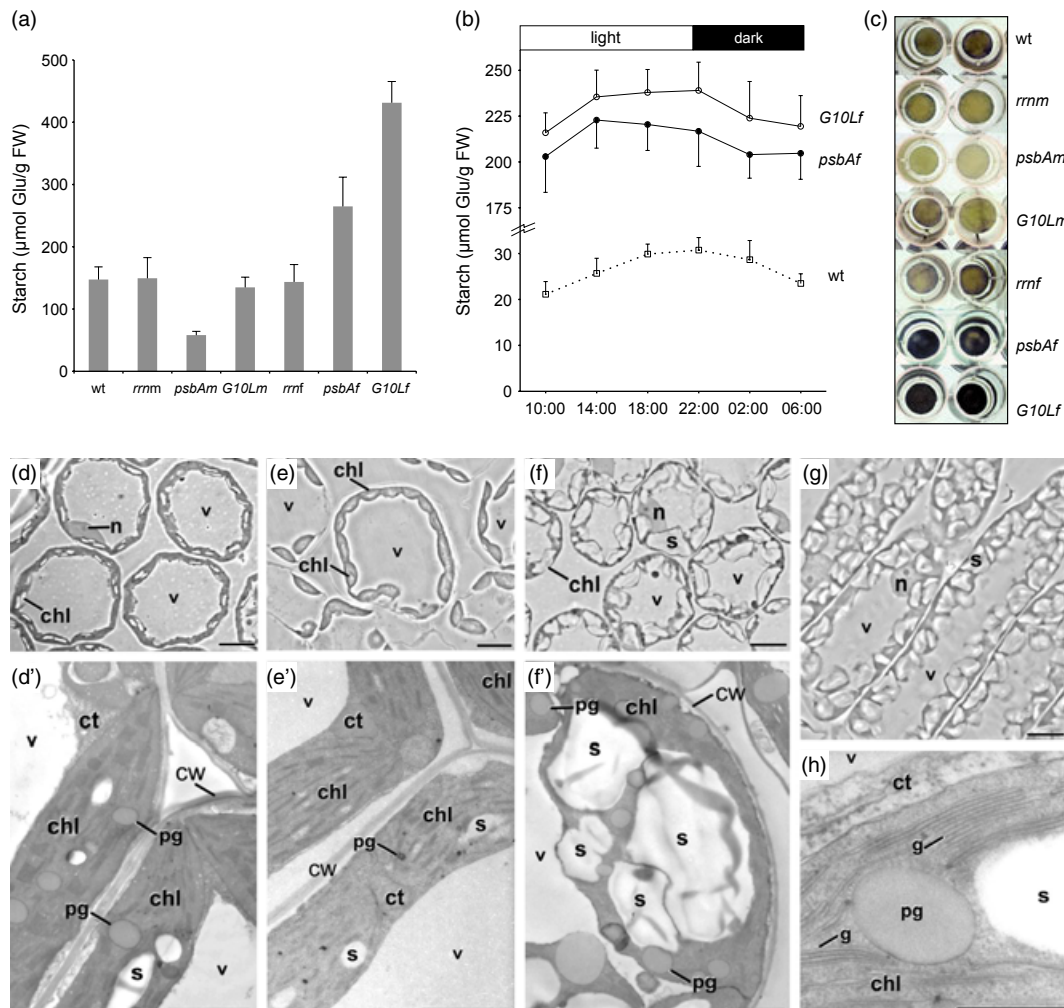 (a)
Starch (µmol Glu/g FW)
500
400
300
200
100
0
wt rrnm psbAm G10Lm rrnf psbAf G10Lf
(b)
light dark
Starch (µmol Glu/g FW)
250
225
200
175
30
20
10
0
G10Lf
psbAf
wt
10:00 14:00 18:00 22:00 02:00 06:00
(c)
wt
rrnm
psbAm
G10Lm
rrnf
psbAf
G10Lf
(d)
n
v
chl
v
(e)
chl
v
v
v
chl
(f)
n
s
chl
v
(g)
s
n
v
v
(d')
ct
v
CW
chl
pg
chl
pg
s
(e')
v
chl
ct
chl
chl
pg
s
CW
ct
s
v
(f')
CW
pg
chl
s
s
s
v
s
pg
(h)
v
ct
g
s
pg
g
chl